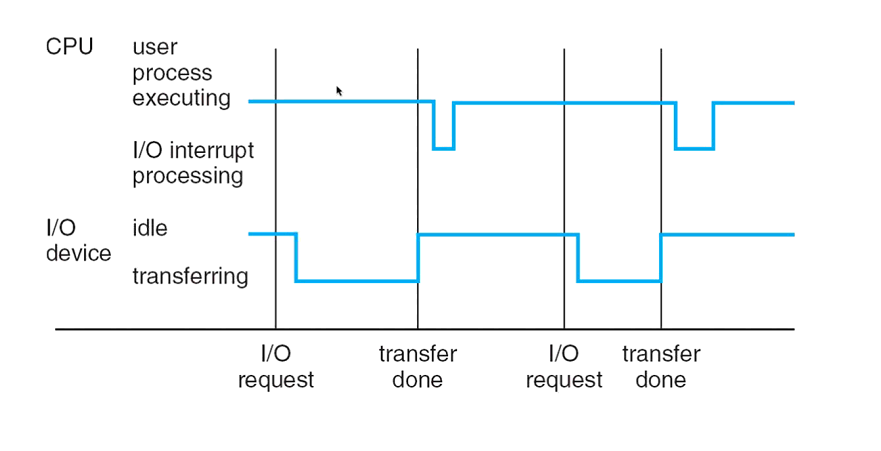 CPU
user
process
executing
I/O interrupt
processing
I/O
device
idle
transferring
I/O
request
transfer
done
I/O
request
transfer
done